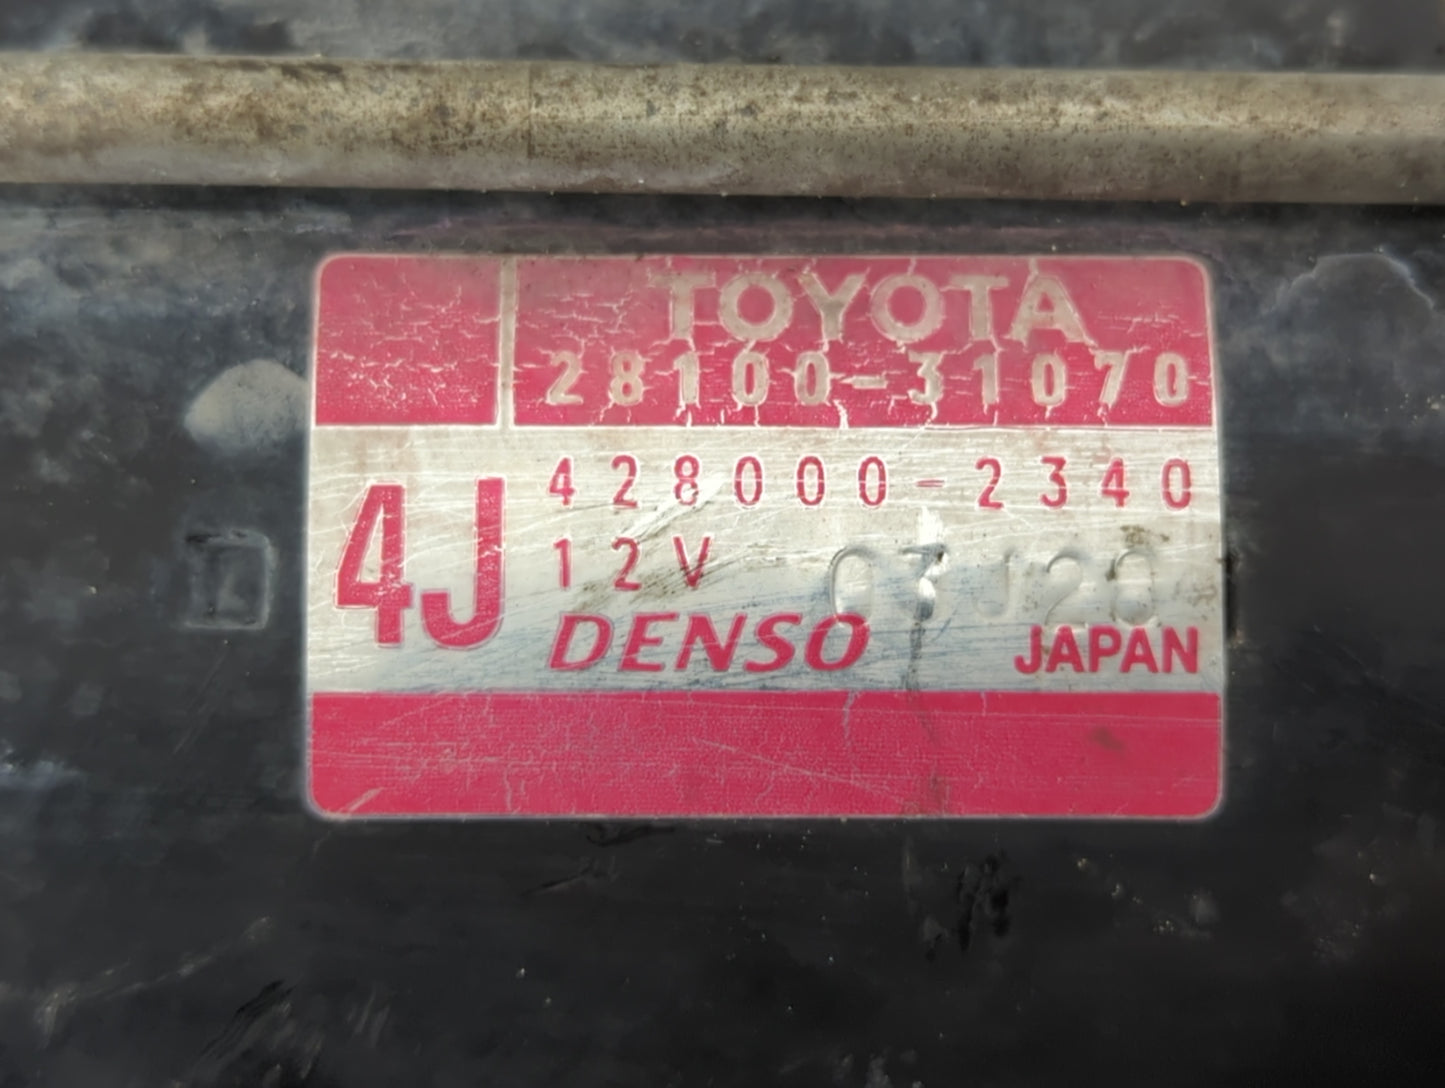 TOYOTA
28100-31070
4J
428000-2340
12V
DENSO
JAPAN
D